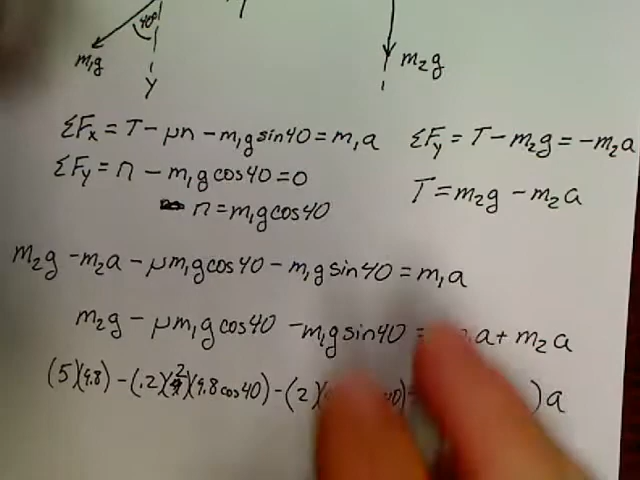 40°
m₁g
Y
m₂g
ΣFx = T - μn - m₁g sin40 = m₁a
ΣFy = T - m₂g = -m₂a
ΣFy = n - m₁g cos40 = 0
T = m₂g - m₂a
n = m₁g cos40
m₂g - m₂a - μm₁g cos40 - m₁g sin40 = m₁a
m₂g - μm₁g cos40 - m₁g sin40 = a + m₂a
(5)(9.8) - (.2)(2)(9.8 cos40) - (2)( )a